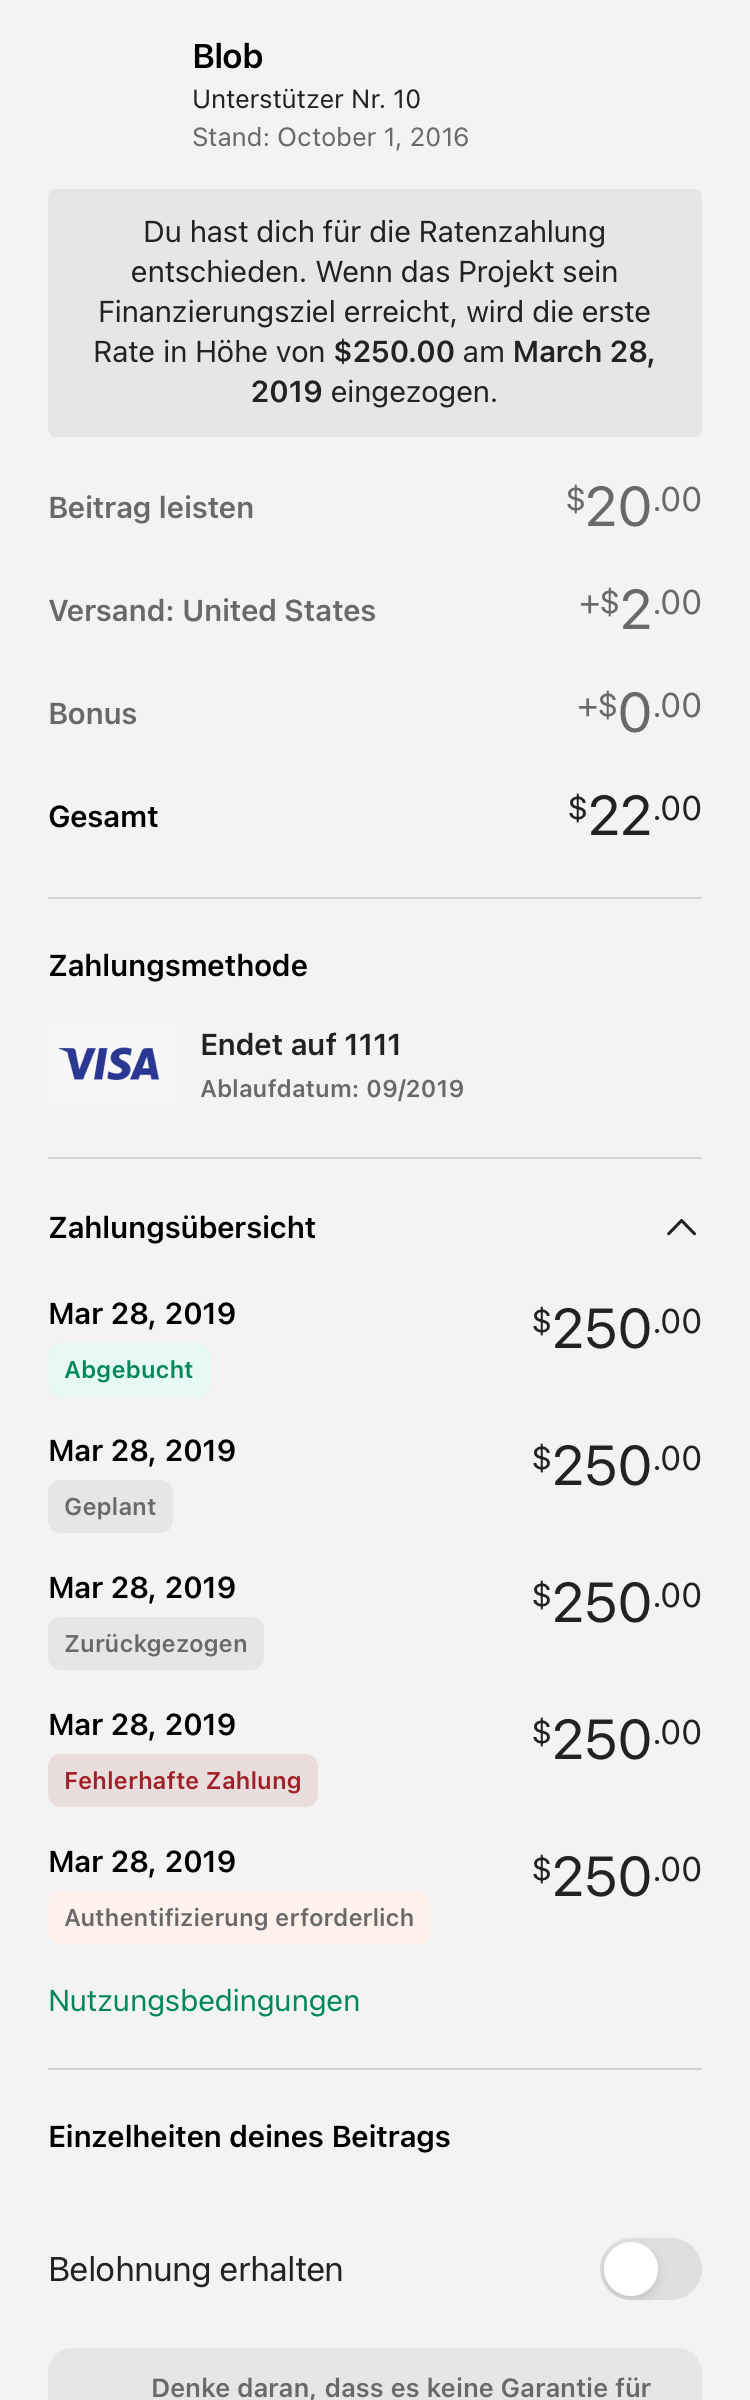 Blob
Unterstützer Nr. 10
Stand: October 1, 2016
Du hast dich für die Ratenzahlung
entschieden. Wenn das Projekt sein
Finanzierungsziel erreicht, wird die erste
Rate in Höhe von $250.00 am March 28,
2019 eingezogen.
Beitrag leisten $20.00
Versand: United States +$2.00
Bonus +$0.00
Gesamt $22.00
Zahlungsmethode
VISA
Endet auf 1111
Ablaufdatum: 09/2019
Zahlungsübersicht
Mar 28, 2019 $250.00
Abgebucht
Mar 28, 2019 $250.00
Geplant
Mar 28, 2019 $250.00
Zurückgezogen
Mar 28, 2019 $250.00
Fehlerhafte Zahlung
Mar 28, 2019 $250.00
Authentifizierung erforderlich
Nutzungsbedingungen
Einzelheiten deines Beitrags
Belohnung erhalten
Denke daran, dass es keine Garantie für